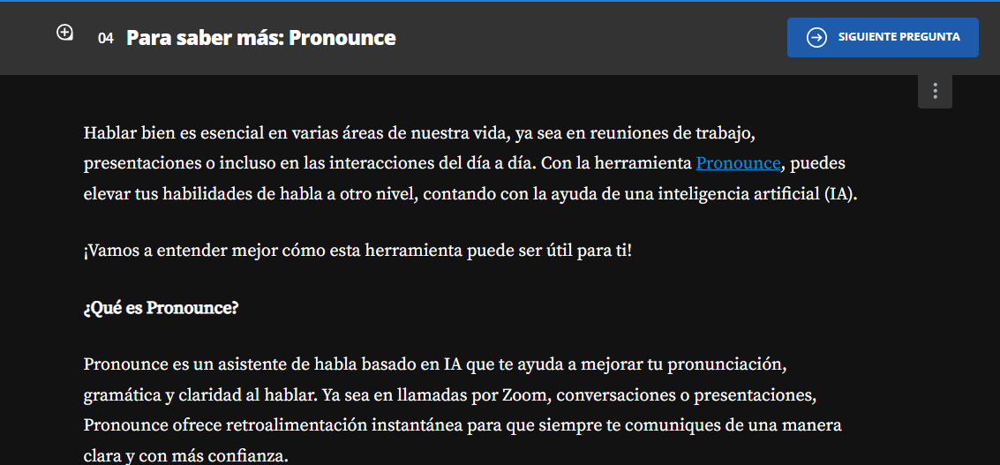 04 Para saber más: Pronounce
SIGUIENTE PREGUNTA
Hablar bien es esencial en varias áreas de nuestra vida, ya sea en reuniones de trabajo,
presentaciones o incluso en las interacciones del día a día. Con la herramienta Pronounce, puedes
elevar tus habilidades de habla a otro nivel, contando con la ayuda de una inteligencia artificial (IA).
¡Vamos a entender mejor cómo esta herramienta puede ser útil para ti!
¿Qué es Pronounce?
Pronounce es un asistente de habla basado en IA que te ayuda a mejorar tu pronunciación,
gramática y claridad al hablar. Ya sea en llamadas por Zoom, conversaciones o presentaciones,
Pronounce ofrece retroalimentación instantánea para que siempre te comuniques de una manera
clara y con más confianza.